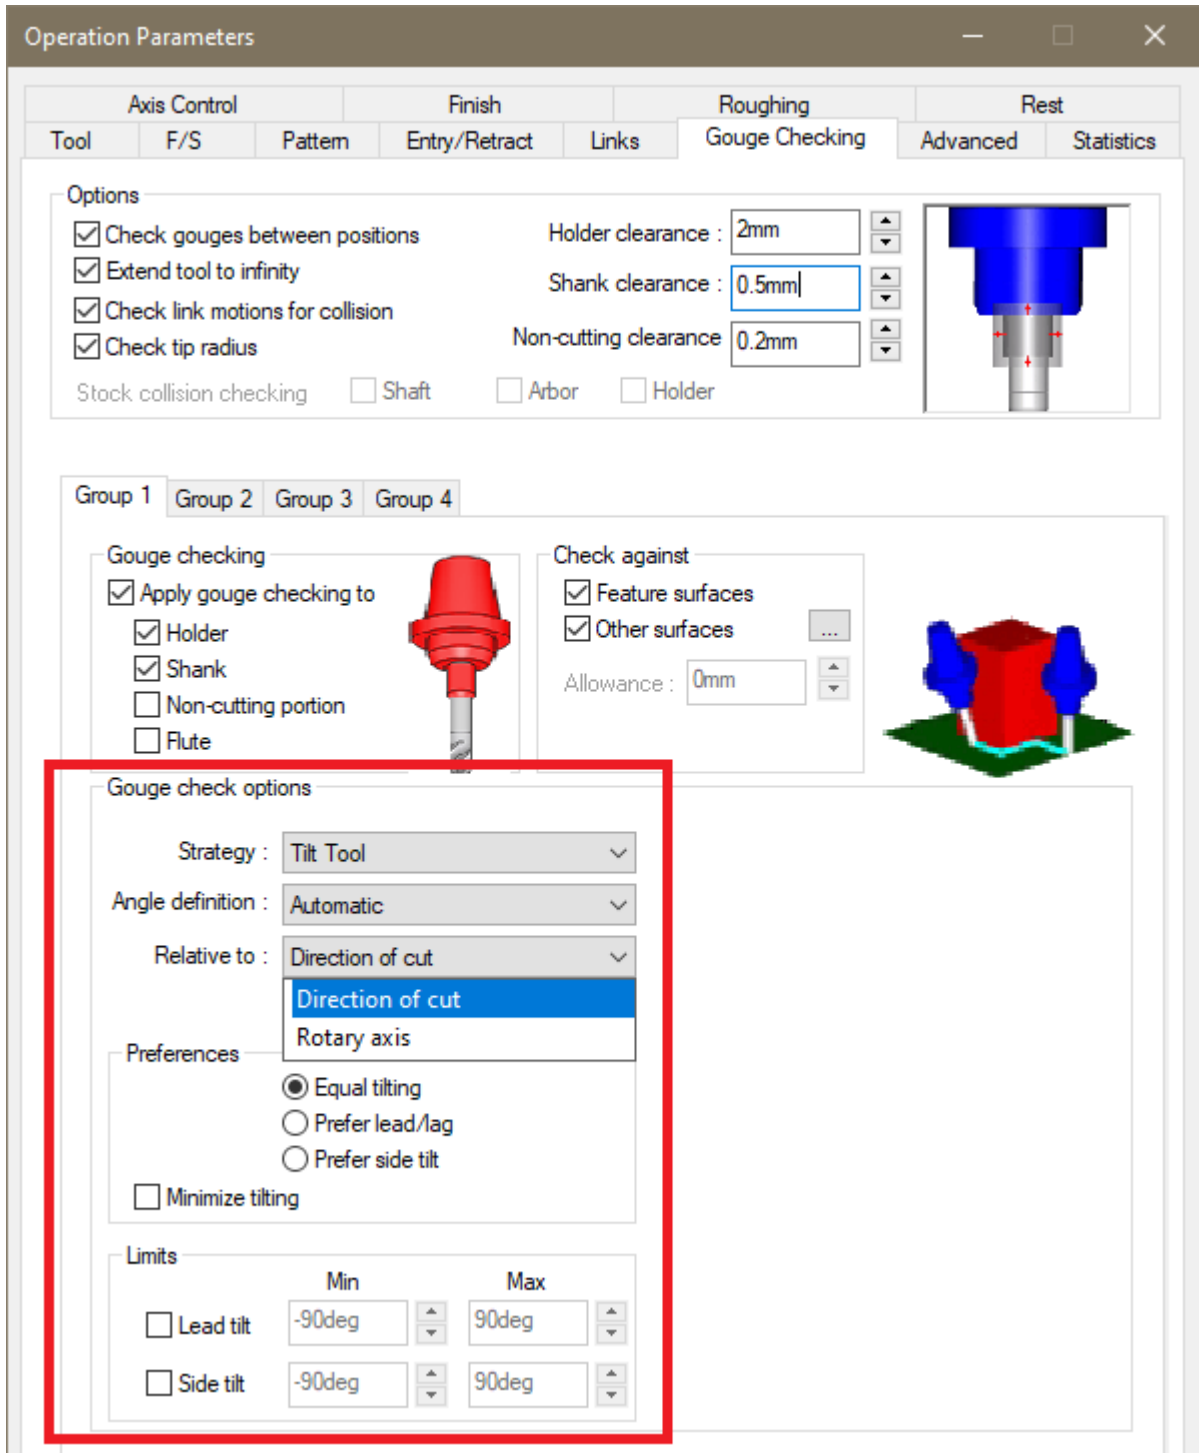 Operation Parameters
Axis Control Finish Roughing Rest
Tool F/S Pattern Entry/Retract Links Gouge Checking Advanced Statistics
Options
Check gouges between positions
Extend tool to infinity
Check link motions for collision
Check tip radius
Holder clearance : 2mm
Shank clearance : 0.5mm
Non-cutting clearance 0.2mm
Stock collision checking Shaft Arbor Holder
Group 1 Group 2 Group 3 Group 4
Gouge checking
Apply gouge checking to
Holder
Shank
Non-cutting portion
Flute
Check against
Feature surfaces
Other surfaces ...
Allowance : 0mm
Gouge check options
Strategy : Tilt Tool
Angle definition : Automatic
Relative to : Direction of cut
Direction of cut
Rotary axis
Preferences
Equal tilting
Prefer lead/lag
Prefer side tilt
Minimize tilting
Limits
Min Max
Lead tilt -90deg 90deg
Side tilt -90deg 90deg